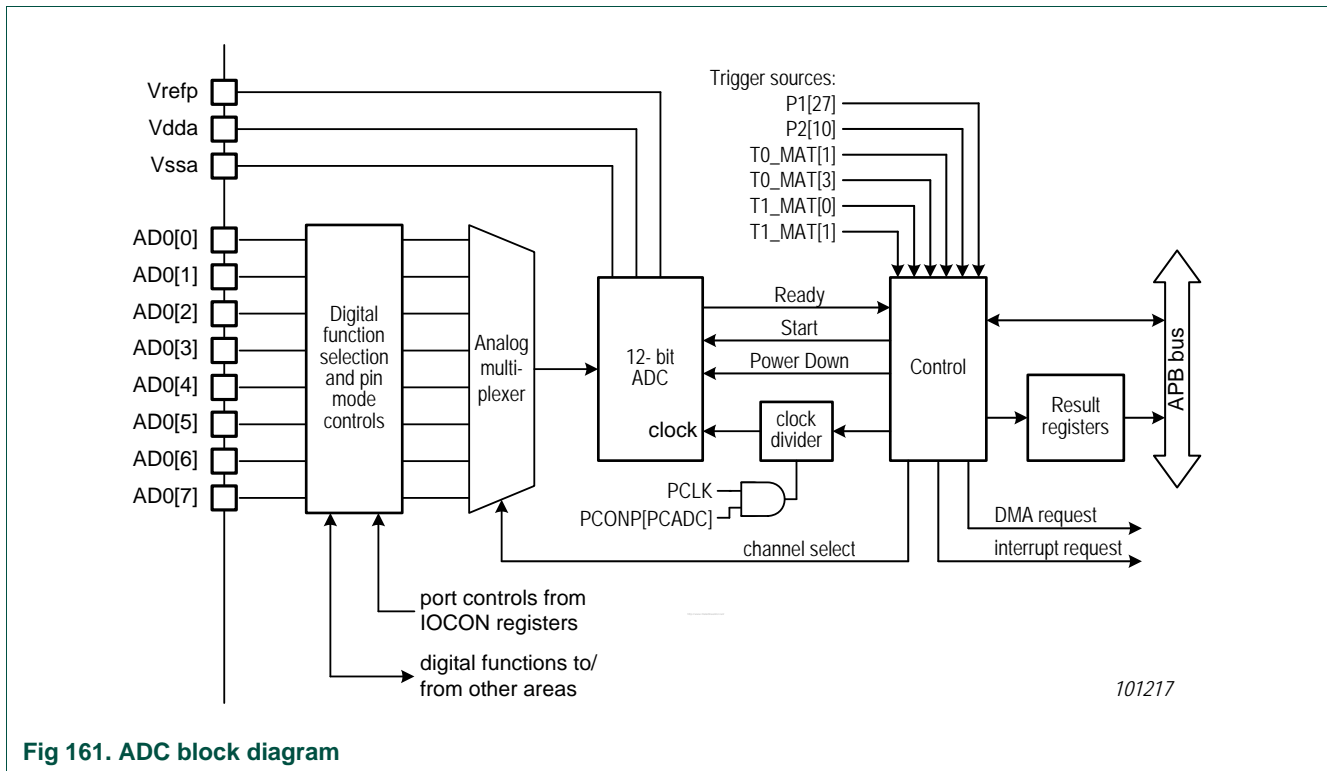 Vrefp
Vdda
Vssa
AD0[0]
AD0[1]
AD0[2]
AD0[3]
AD0[4]
AD0[5]
AD0[6]
AD0[7]
Digital
function
selection
and pin
mode
controls
Analog
multi-
plexer
12- bit
ADC
clock
Trigger sources:
P1[27]
P2[10]
T0_MAT[1]
T0_MAT[3]
T1_MAT[0]
T1_MAT[1]
Ready
Start
Power Down
clock
divider
PCLK
PCONP[PCADC]
channel select
Control
Result
registers
APB bus
DMA request
interrupt request
port controls from
IOCON registers
digital functions to/
from other areas
101217
Fig 161. ADC block diagram